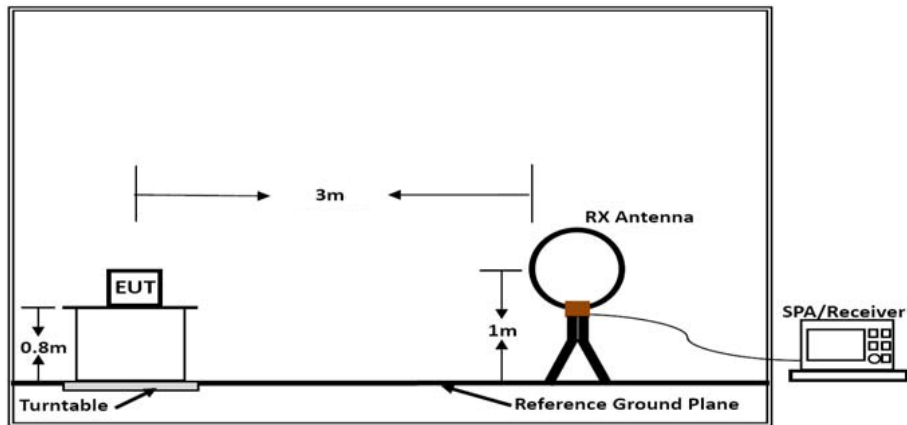 3m
RX Antenna
EUT
SPA/Receiver
0.8m
1m
Turntable
Reference Ground Plane